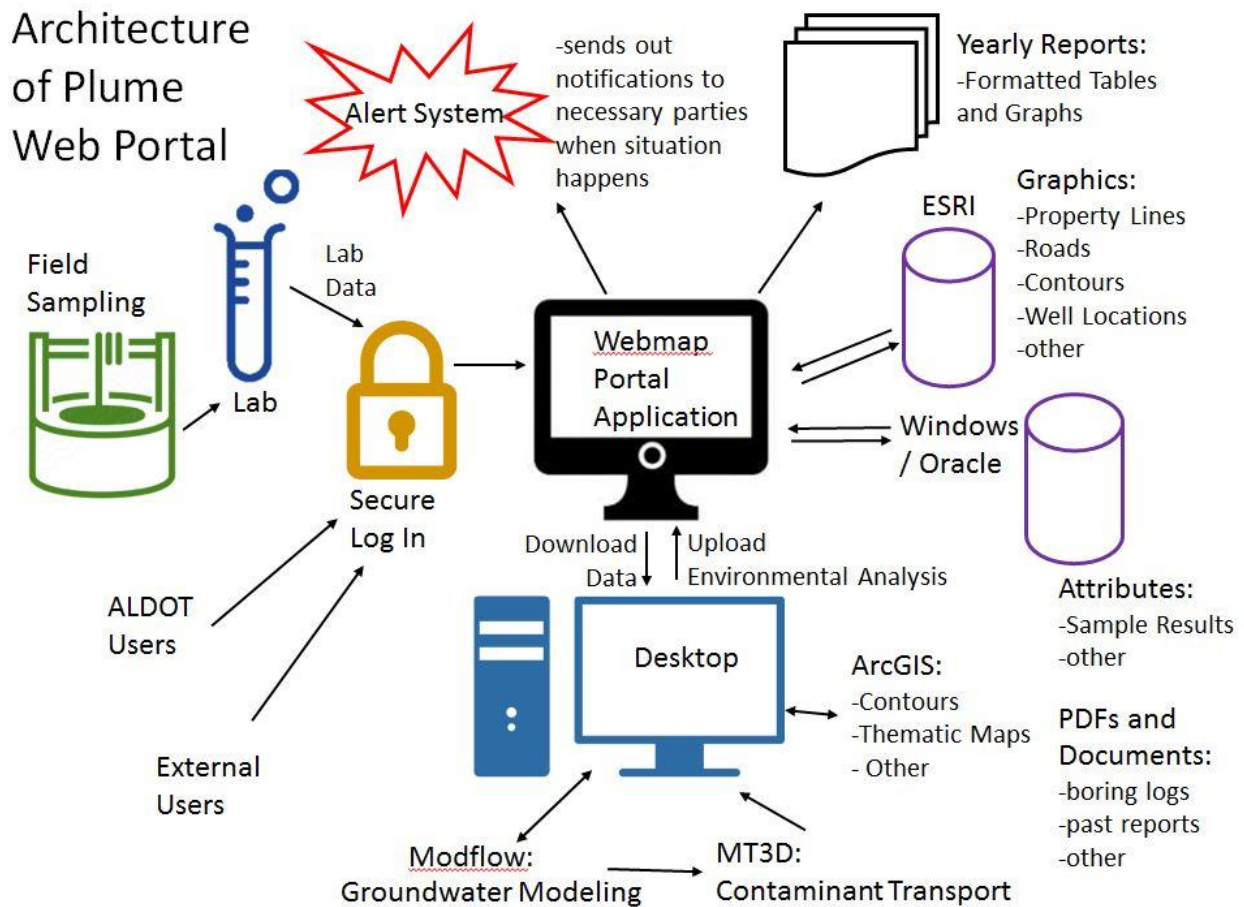 Architecture
of Plume
Web Portal
Alert System
-sends out
notifications to
necessary parties
when situation
happens
Yearly Reports:
-Formatted Tables
and Graphs
Field
Sampling
Lab
Lab
Data
Secure
Log In
ALDOT
Users
External
Users
Webmap
Portal
Application
ESRI
Graphics:
-Property Lines
-Roads
-Contours
-Well Locations
-other
Windows
/ Oracle
Attributes:
-Sample Results
-other
PDFs and
Documents:
-boring logs
-past reports
-other
Download
Data
Upload
Environmental Analysis
Desktop
ArcGIS:
-Contours
-Thematic Maps
- Other
Modflow:
Groundwater Modeling
MT3D:
Contaminant Transport